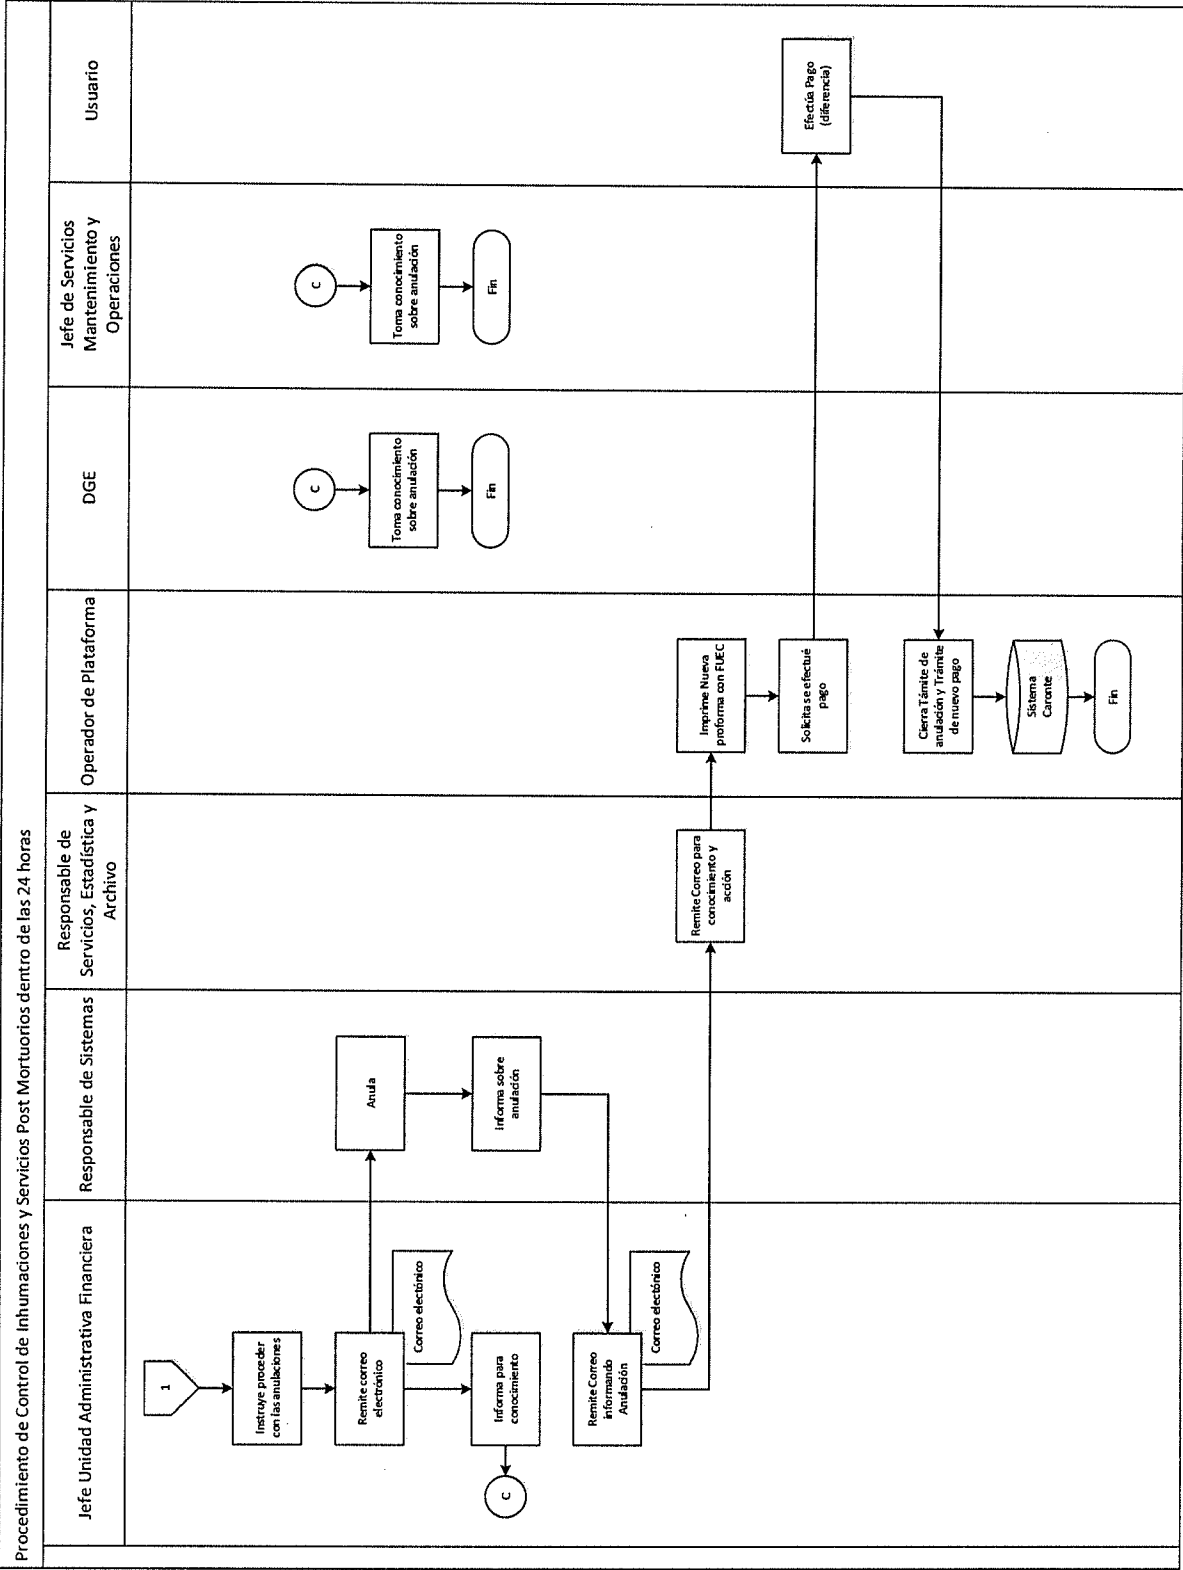 Procedimiento de Control de Inhumaciones y Servicios Post Mortuorios dentro de las 24 horas
Jefe Unidad Administrativa Financiera
Responsable de Sistemas
Responsable de
Servicios, Estadística y
Archivo
Operador de Plataforma
DGE
Jefe de Servicios
Mantenimiento y
Operaciones
Usuario
1
Instruye proceder
con las anulaciones
Remite correo
electrónico
Correo electónico
Anula
Informa para
conocimiento
C
Informa sobre
anulación
C
Toma conocimiento
sobre anulación
Fin
C
Toma conocimiento
sobre anulación
Fin
Remite Correo
informando
Anulación
Correo electónico
Remite Correo para
conocimiento y
acción
Imprime Nueva
proforma con FUEC
Solicita se efectué
pago
Efectúa Pago
(diferencia)
Cierra Támite de
anulación y Trámite
de nuevo pago
Sistema
Caronte
Fin